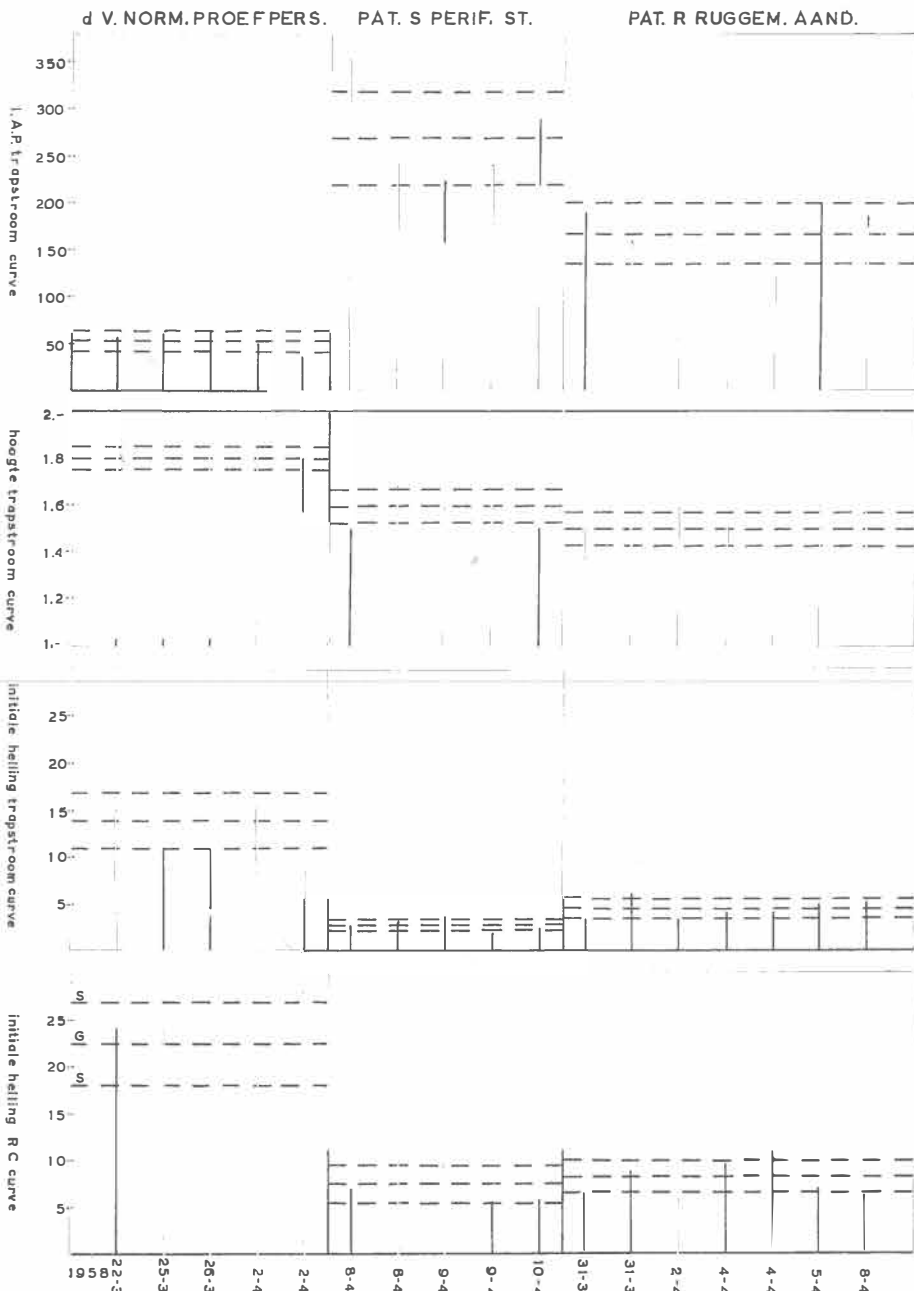 d V. NORM. PROEFPERS. PAT. S PERIF. ST. PAT. R RUGGEM. AAND.
I. A.P. trapstroom curve
350
300
250
200
150
100
50
hoogte trapstroom curve
2.-
1.8
1.6
1.4
1.2
1.-
initiale helling trapstroom curve
25
20
15
10
5
initiale helling RC curve
S
25
G
20
S
15
10
5
1958 22-3 25-3 26-3 2-4 2-4 8-4 8-4 9-4 9-4 10-4 31-3 31-3 2-4 4-4 4-4 5-4 8-4